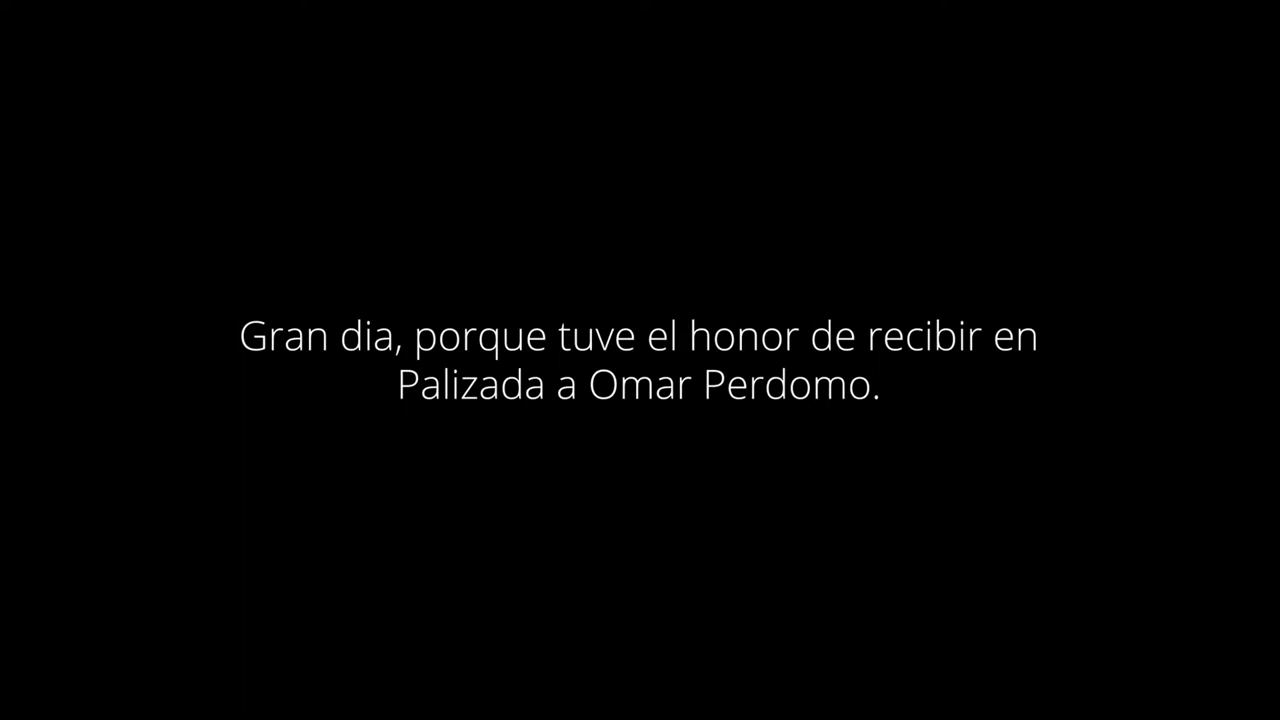 Gran dia, porque tuve el honor de recibir en
Palizada a Omar Perdomo.